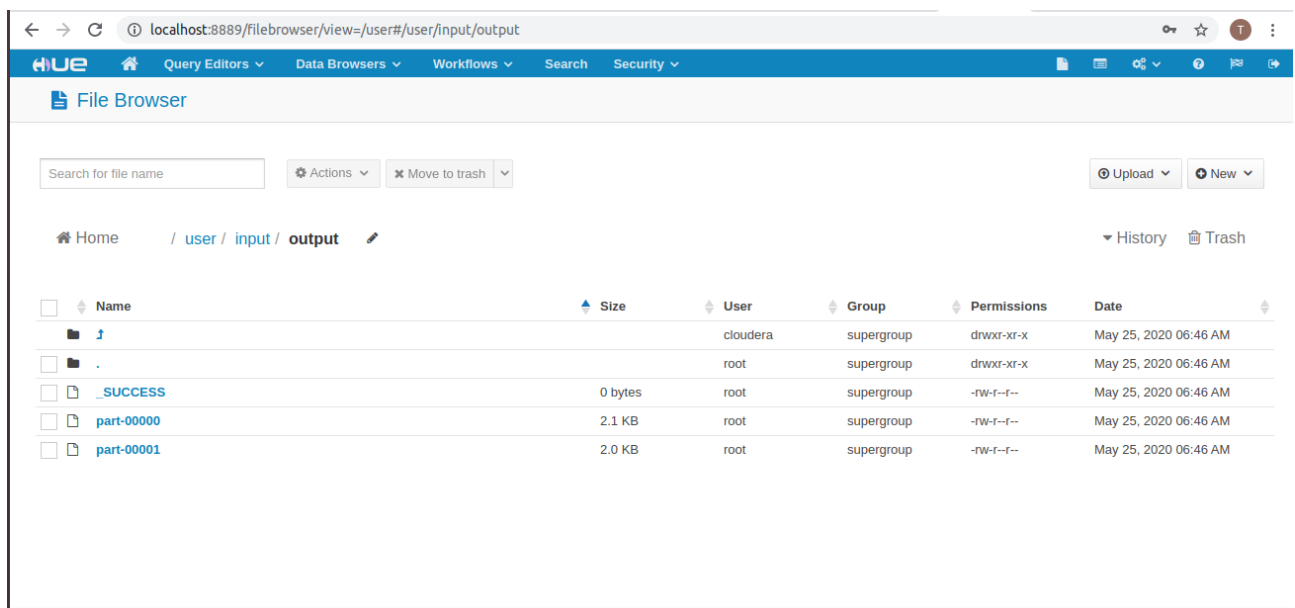 localhost:8889/filebrowser/view=/user#/user/input/output T
HUE Query Editors Data Browsers Workflows Search Security
File Browser
Search for file name Actions Move to trash Upload New
Home / user / input / output History Trash
Name Size User Group Permissions Date
cloudera supergroup drwxr-xr-x May 25, 2020 06:46 AM
. root supergroup drwxr-xr-x May 25, 2020 06:46 AM
_SUCCESS 0 bytes root supergroup -rw-r--r-- May 25, 2020 06:46 AM
part-00000 2.1 KB root supergroup -rw-r--r-- May 25, 2020 06:46 AM
part-00001 2.0 KB root supergroup -rw-r--r-- May 25, 2020 06:46 AM